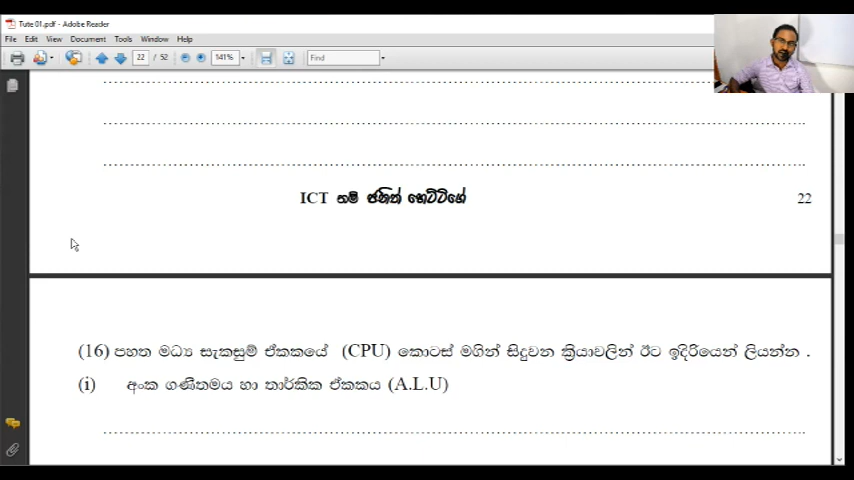 Tute 01.pdf - Adobe Reader
File Edit View Document Tools Window Help
22 / 52 141% Find
ICT නම් ජනිත් හෙට්ටිගේ 22
(16) පහත මධ්‍ය සැකසුම් ඒකකයේ (CPU) කොටස් මගින් සිදුවන ක්‍රියාවලින් ඊට ඉදිරියෙන් ලියන්න .
(i) අංක ගණිතමය හා තාර්කික ඒකකය (A.L.U)